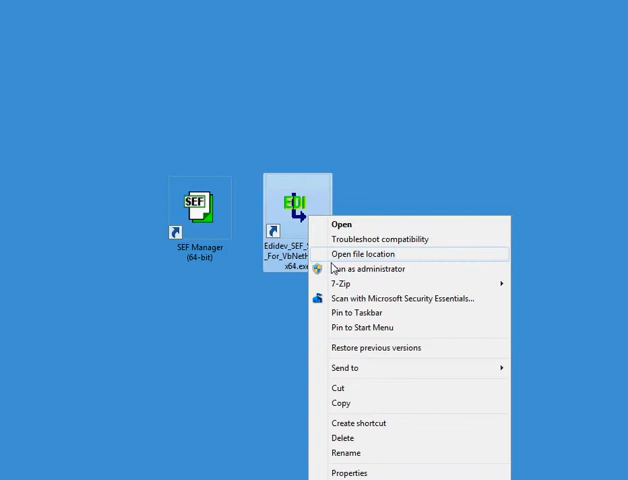 SEF
SEF Manager
(64-bit)
EDI
Edidev_SEF_
_For_VbNetH
x64.exe
Open
Troubleshoot compatibility
Open file location
Run as administrator
7-Zip
Scan with Microsoft Security Essentials...
Pin to Taskbar
Pin to Start Menu
Restore previous versions
Send to
Cut
Copy
Create shortcut
Delete
Rename
Properties